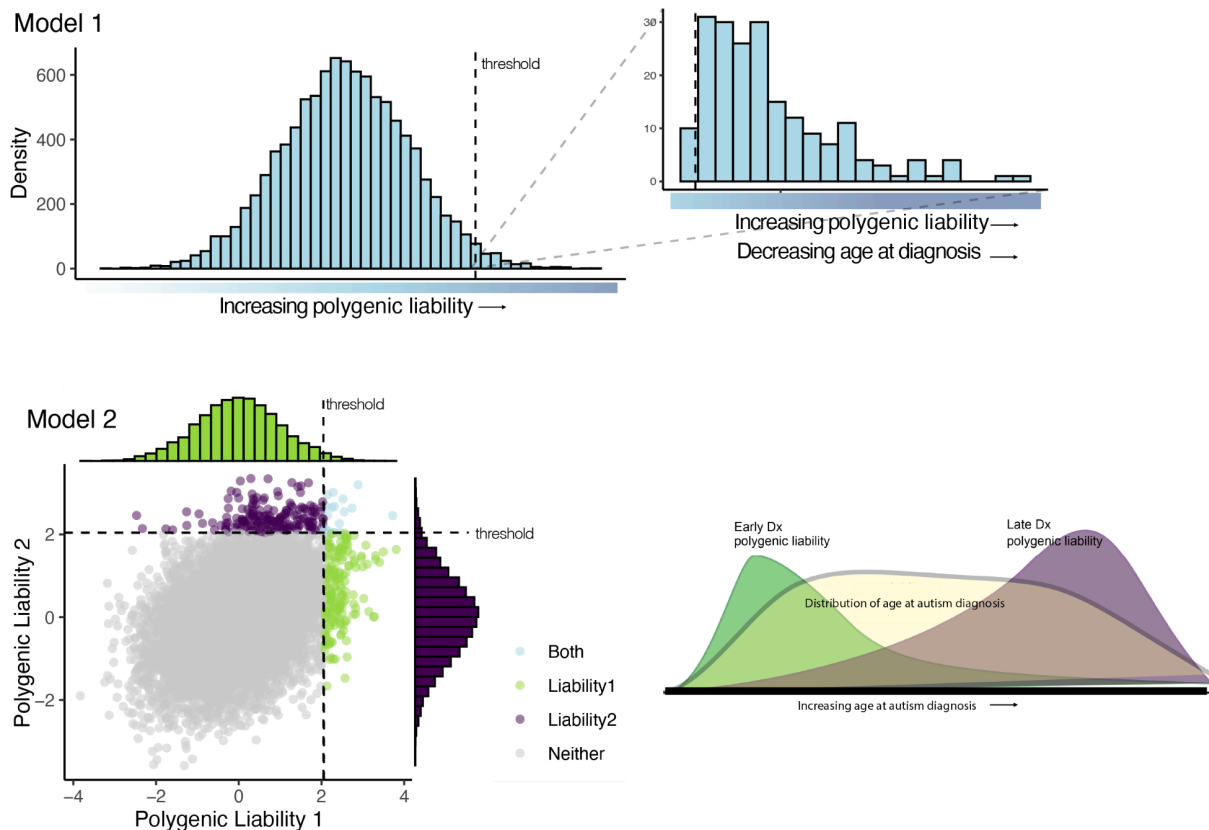 Model 1
threshold
600
400
200
0
Density
Increasing polygenic liability
30
20
10
0
Increasing polygenic liability
Decreasing age at diagnosis
Model 2
threshold
threshold
2
0
−2
Polygenic Liability 2
−4
−2
0
2
4
Polygenic Liability 1
Both
Liability1
Liability2
Neither
Early Dx
polygenic liability
Late Dx
polygenic liability
Distribution of age at autism diagnosis
Increasing age at autism diagnosis